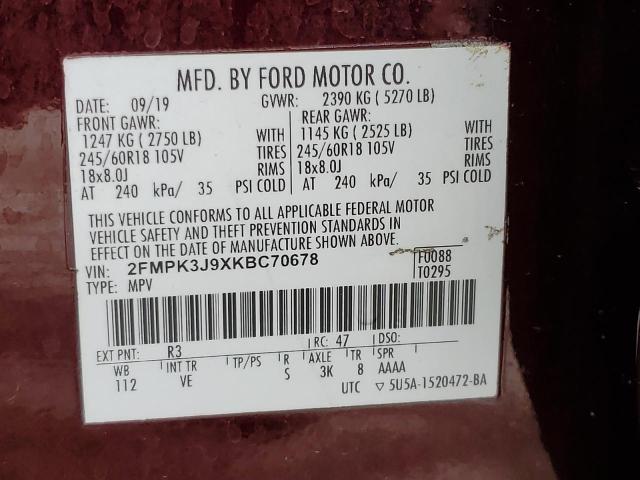 MFD. BY FORD MOTOR CO.
DATE: 09/19 GVWR: 2390 KG ( 5270 LB)
FRONT GAWR: REAR GAWR:
1247 KG ( 2750 LB) WITH 1145 KG ( 2525 LB) WITH
245/60R18 105V TIRES 245/60R18 105V TIRES
18x8.0J RIMS 18x8.0J RIMS
AT 240 kPa/ 35 PSI COLD AT 240 kPa/ 35 PSI COLD
THIS VEHICLE CONFORMS TO ALL APPLICABLE FEDERAL MOTOR
VEHICLE SAFETY AND THEFT PREVENTION STANDARDS IN
EFFECT ON THE DATE OF MANUFACTURE SHOWN ABOVE.
VIN: 2FMPK3J9XKBC70678 T0088
TYPE: MPV T0295
EXT PNT: R3 RC: 47 DSO:
WB INT TR TP/PS R AXLE TR SPR
112 VE S 3K 8 AAAA
UTC ▽ 5U5A-1520472-BA